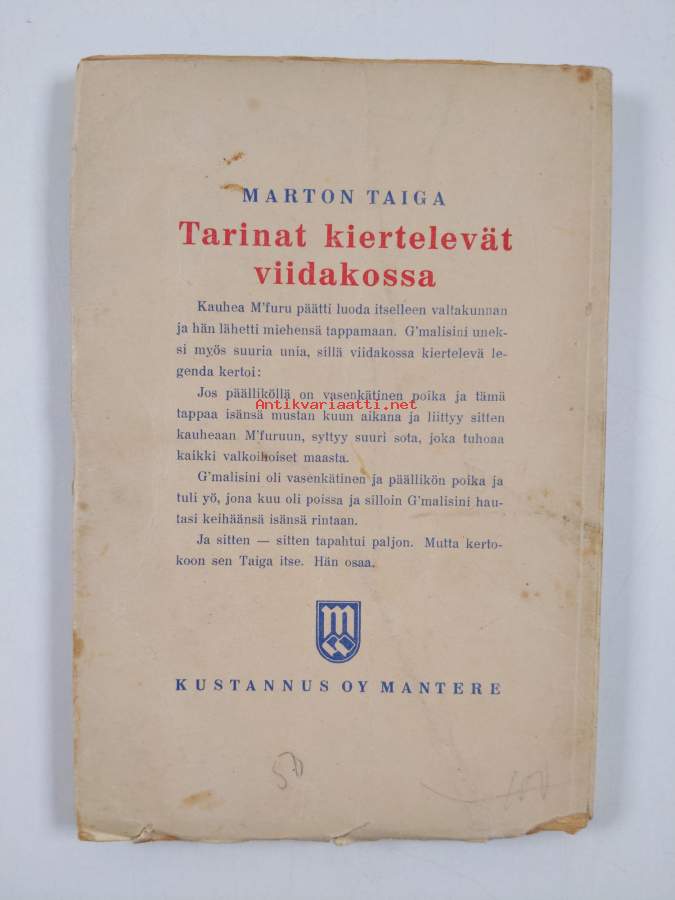 MARTON TAIGA
Tarinat kiertelevät
viidakossa
Kauhea M'furu päätti luoda itselleen valtakunnan
ja hän lähetti miehensä tappamaan. G'malisini unek-
si myös suuria unia, sillä viidakossa kiertelevä le-
genda kertoi:
Jos päälliköllä on vasenkätinen poika ja tämä
Antikvariaatti.net
tappaa isänsä mustan kuun aikana ja liittyy sitten
kauheaan M'furuun, syttyy suuri sota, joka tuhoaa
kaikki valkoihoiset maasta.
G'malisini oli vasenkätinen ja päällikön poika ja
tuli yö, jona kuu oli poissa ja silloin G'malisini hau-
tasi keihäänsä isänsä rintaan.
Ja sitten — sitten tapahtui paljon. Mutta kerto-
koon sen Taiga itse. Hän osaa.
m
KUSTANNUS OY MANTERE